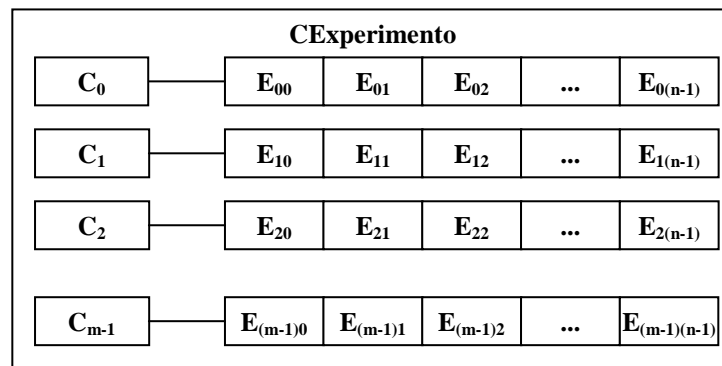 CExperimento
C0 E00 E01 E02 ... E0(n-1)
C1 E10 E11 E12 ... E1(n-1)
C2 E20 E21 E22 ... E2(n-1)
Cm-1 E(m-1)0 E(m-1)1 E(m-1)2 ... E(m-1)(n-1)